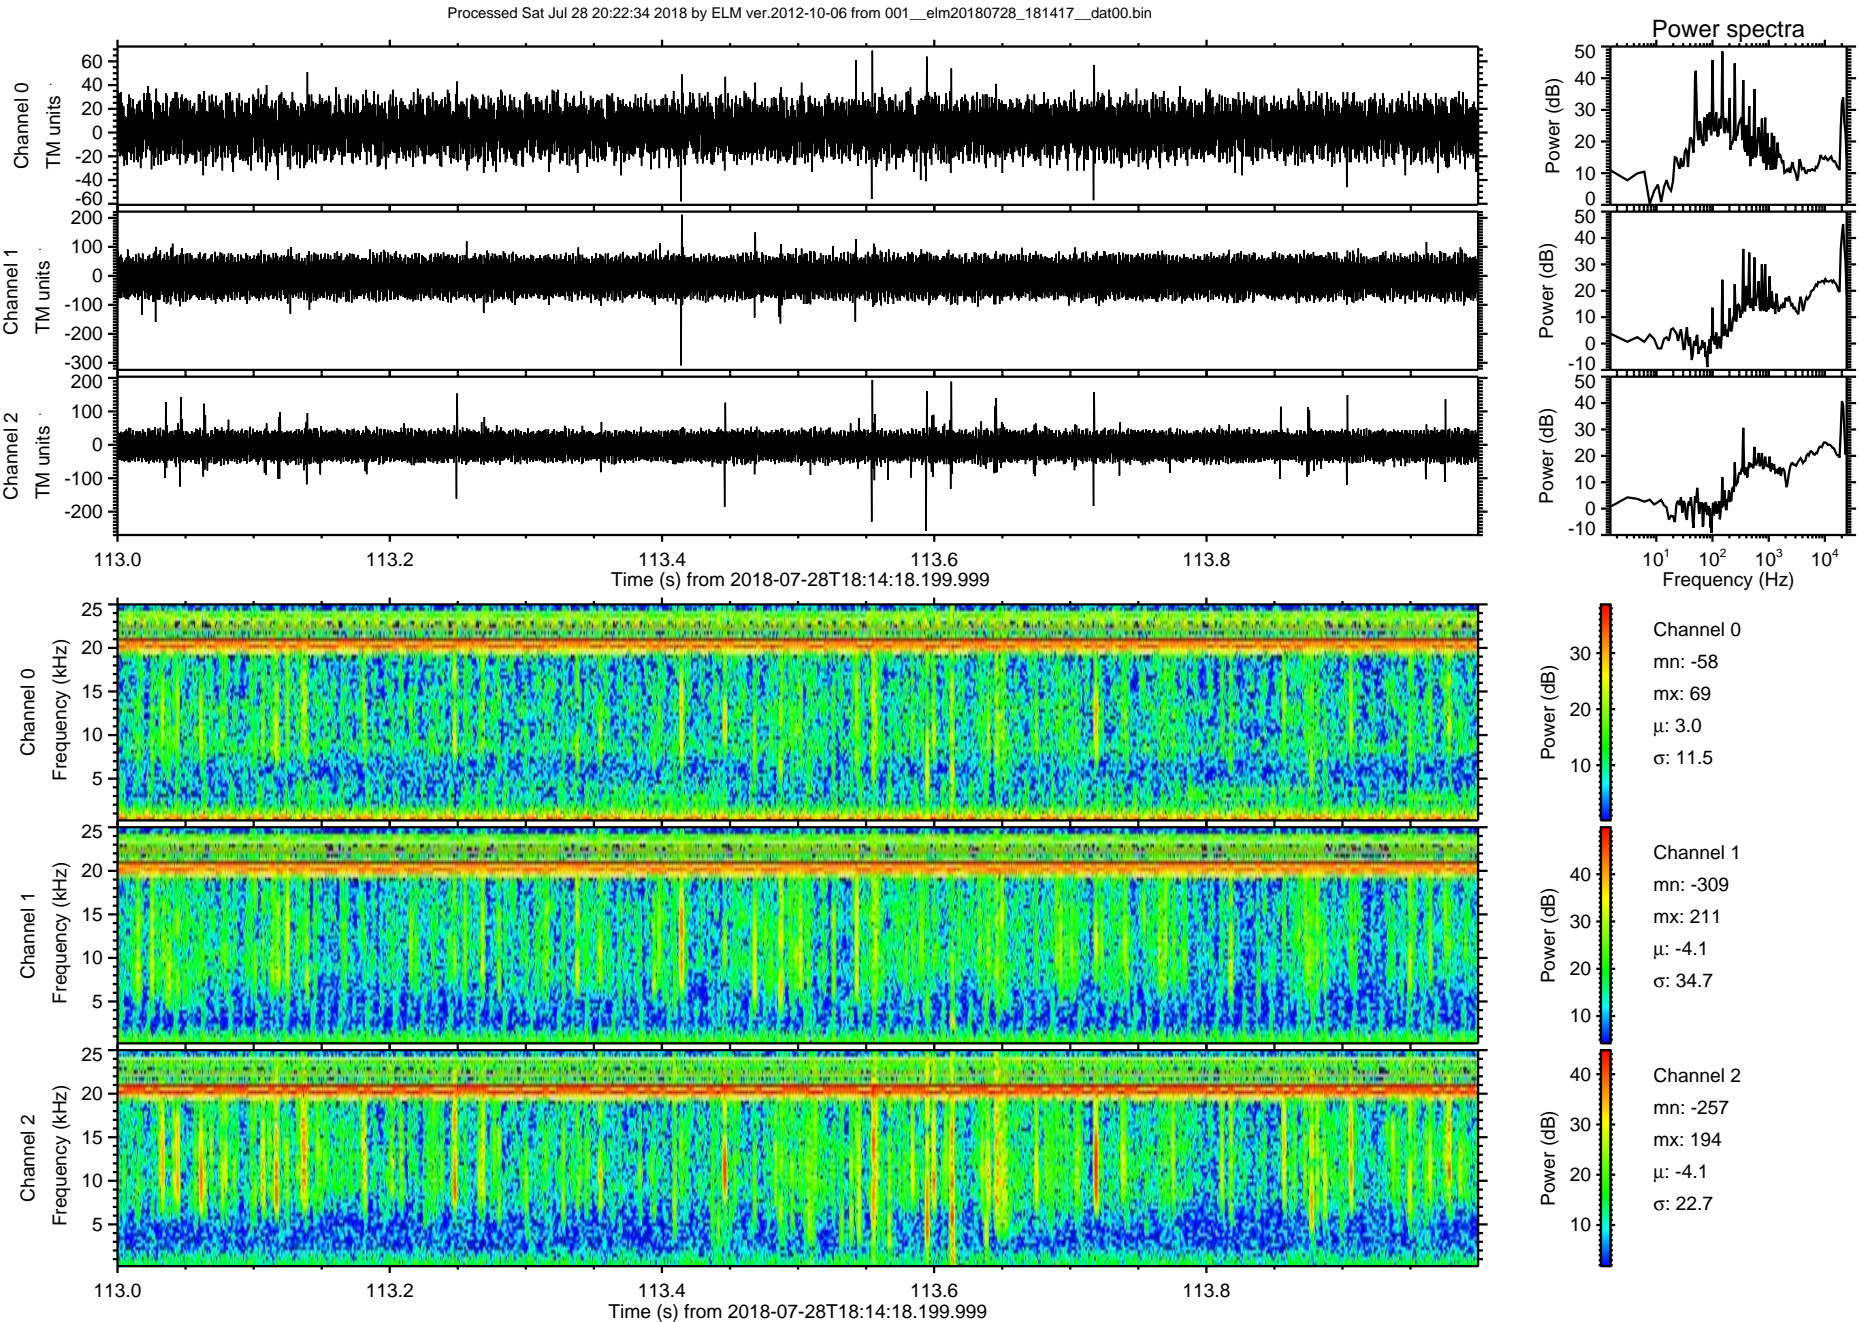 Processed Sat Jul 28 20:22:34 2018 by ELM ver.2012-10-06 from 001__elm20180728_181417__dat00.bin
Power spectra
Channel 0
TM units
60
40
20
0
-20
-40
-60
Power (dB)
50
40
30
20
10
0
Channel 1
TM units
200
100
0
-100
-200
-300
Power (dB)
50
40
30
20
10
0
-10
Channel 2
TM units
200
100
0
-100
-200
Power (dB)
50
40
30
20
10
0
-10
113.0 113.2 113.4 113.6 113.8
Time (s) from 2018-07-28T18:14:18.199.999
10¹ 10² 10³ 10⁴
Frequency (Hz)
Channel 0
Frequency (kHz)
25
20
15
10
5
Power (dB)
30
20
10
Channel 0
mn: -58
mx: 69
μ: 3.0
σ: 11.5
Channel 1
Frequency (kHz)
25
20
15
10
5
Power (dB)
40
30
20
10
Channel 1
mn: -309
mx: 211
μ: -4.1
σ: 34.7
Channel 2
Frequency (kHz)
25
20
15
10
5
Power (dB)
40
30
20
10
Channel 2
mn: -257
mx: 194
μ: -4.1
σ: 22.7
113.0 113.2 113.4 113.6 113.8
Time (s) from 2018-07-28T18:14:18.199.999